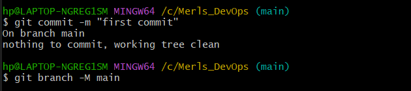 hp@LAPTOP-NGREG1SM MINGW64 /c/Merls_DevOps (main)
$ git commit -m "first commit"
On branch main
nothing to commit, working tree clean
hp@LAPTOP-NGREG1SM MINGW64 /c/Merls_DevOps (main)
$ git branch -M main